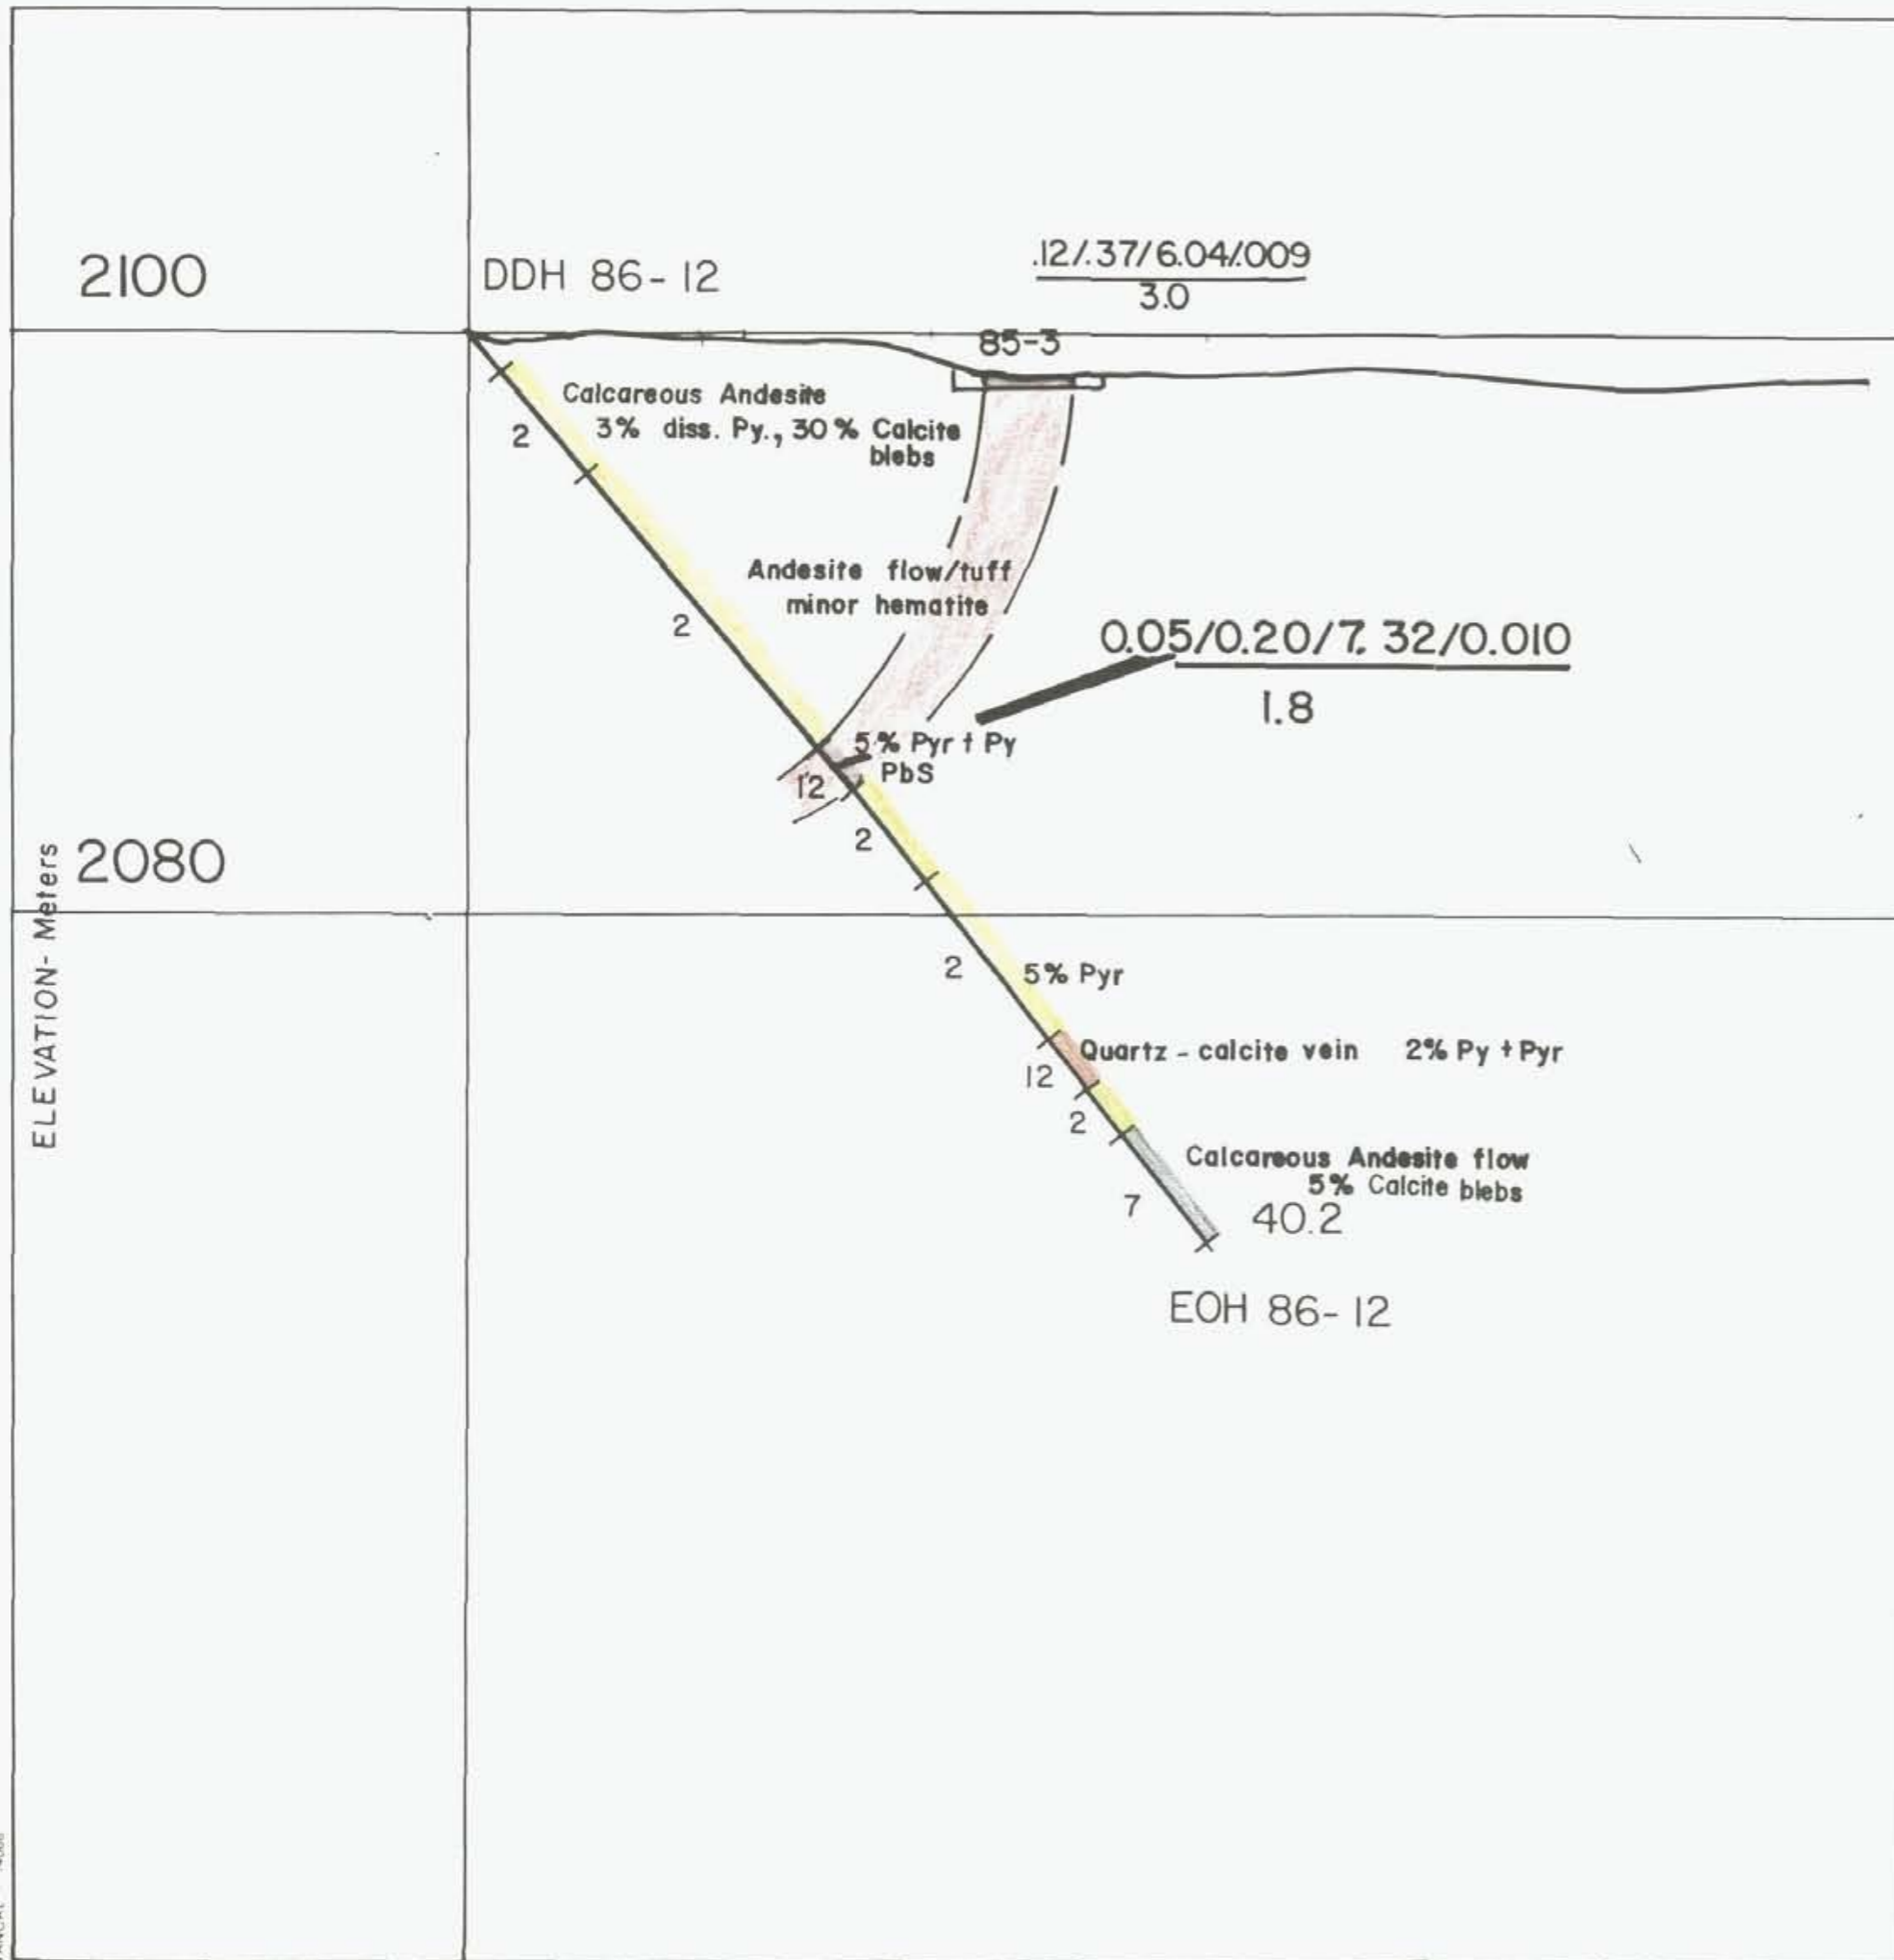 2100
DDH 86-12
.12/.37/6.04/.009
3.0
85-3
Calcareous Andesite
3% diss. Py., 30% Calcite
blebs
2
Andesite flow/tuff
minor hematite
2
0.05/0.20/7.32/0.010
1.8
5% Pyr + Py
PbS
12
2
ELEVATION- Meters
2080
2
5% Pyr
Quartz - calcite vein 2% Py + Pyr
12
2
Calcareous Andesite flow
5% Calcite blebs
7
40.2
EOH 86-12